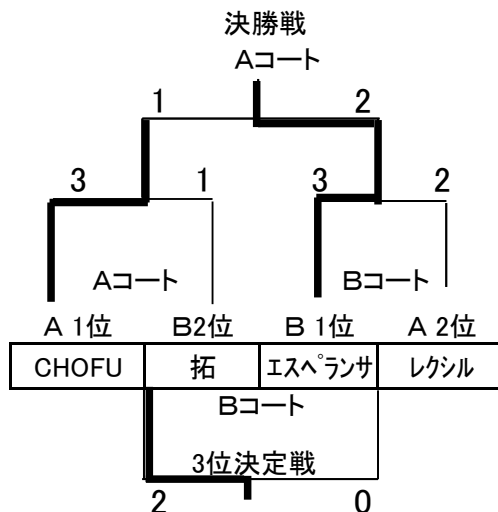 決勝戦
Aコート
1 2
3 1 3 2
Aコート Bコート
A 1位 B2位 B 1位 A 2位
CHOFU 拓 エスペランサ レクシル
Bコート
3位決定戦
2 0